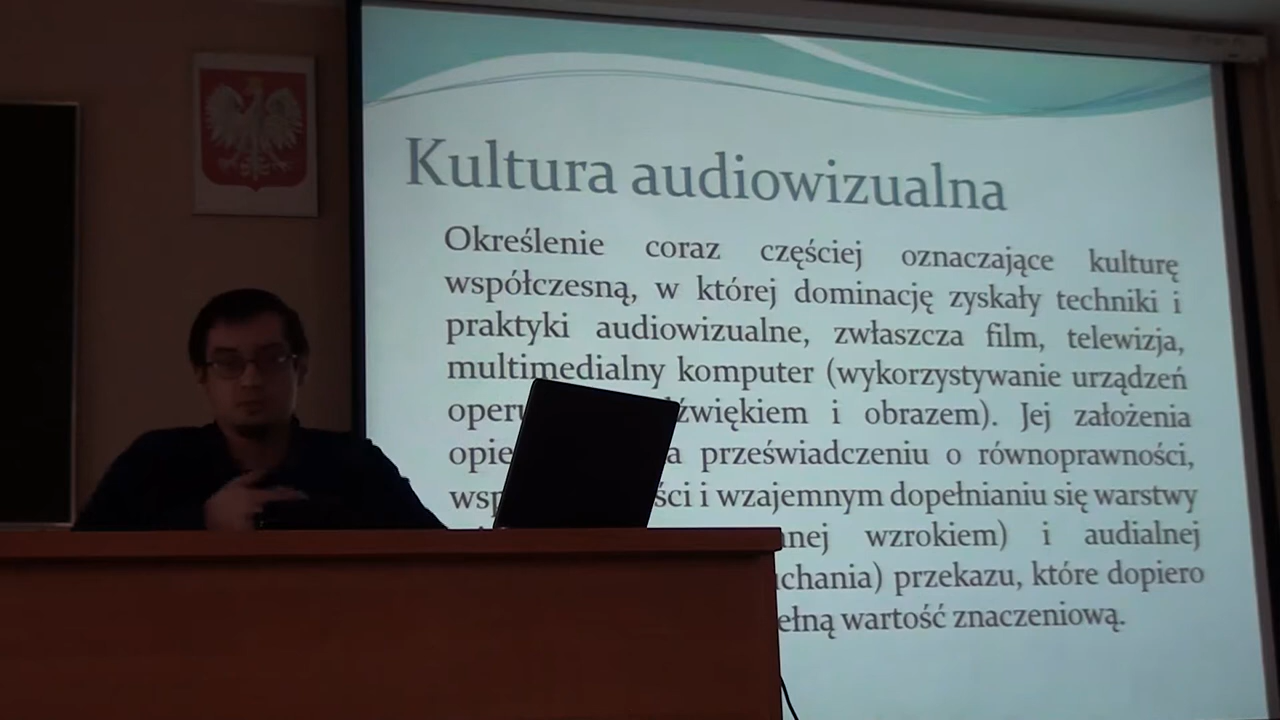 Kultura audiowizualna
Określenie coraz częściej oznaczające kulturę
współczesną, w której dominację zyskały techniki i
praktyki audiowizualne, zwłaszcza film, telewizja,
multimedialny komputer (wykorzystywanie urządzeń
i obrazem). Jej założenia
przeświadczeniu o równoprawności,
i wzajemnym dopełnianiu się warstwy
wzrokiem) i audialnej
przekazu, które dopiero
wartość znaczeniową.